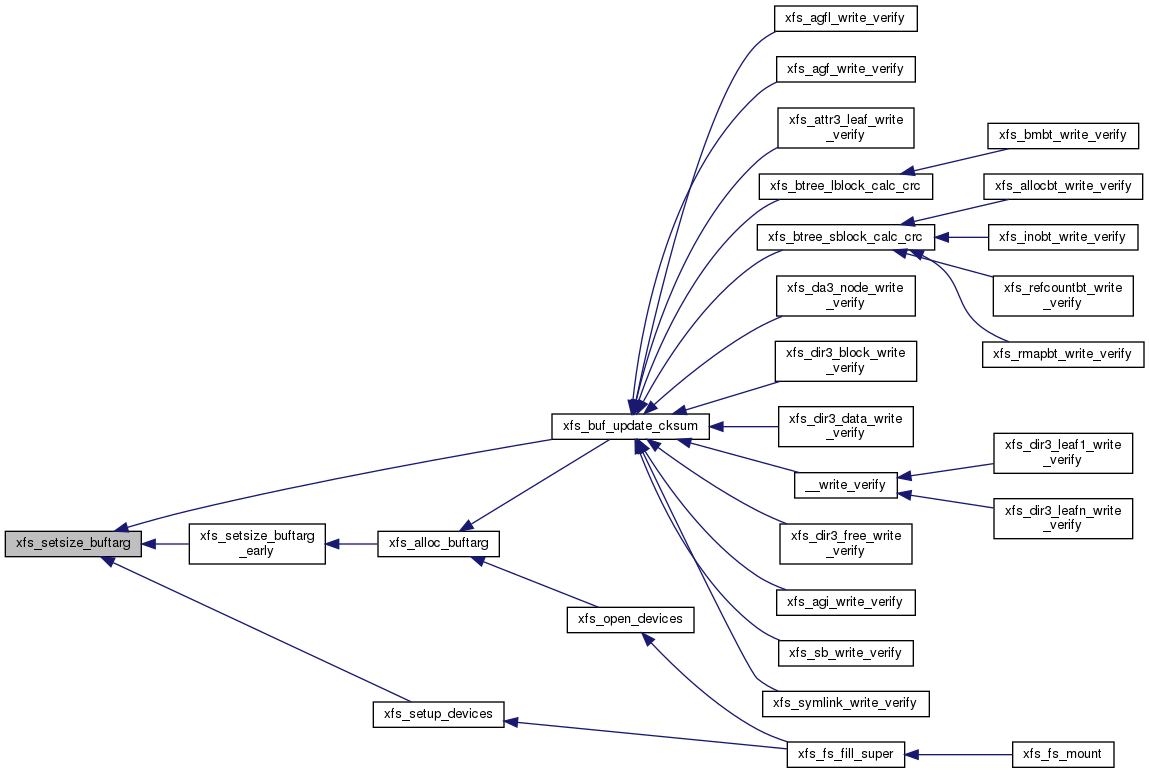 xfs_agfl_write_verify
xfs_agf_write_verify
xfs_attr3_leaf_write
_verify
xfs_bmbt_write_verify
xfs_btree_lblock_calc_crc
xfs_allocbt_write_verify
xfs_btree_sblock_calc_crc
xfs_inobt_write_verify
xfs_da3_node_write
_verify
xfs_refcountbt_write
_verify
xfs_dir3_block_write
_verify
xfs_rmapbt_write_verify
xfs_buf_update_cksum
xfs_dir3_data_write
_verify
xfs_dir3_leaf1_write
_verify
__write_verify
xfs_dir3_leafn_write
_verify
xfs_setsize_buftarg
xfs_setsize_buftarg
_early
xfs_alloc_buftarg
xfs_dir3_free_write
_verify
xfs_agi_write_verify
xfs_open_devices
xfs_sb_write_verify
xfs_symlink_write_verify
xfs_setup_devices
xfs_fs_fill_super
xfs_fs_mount